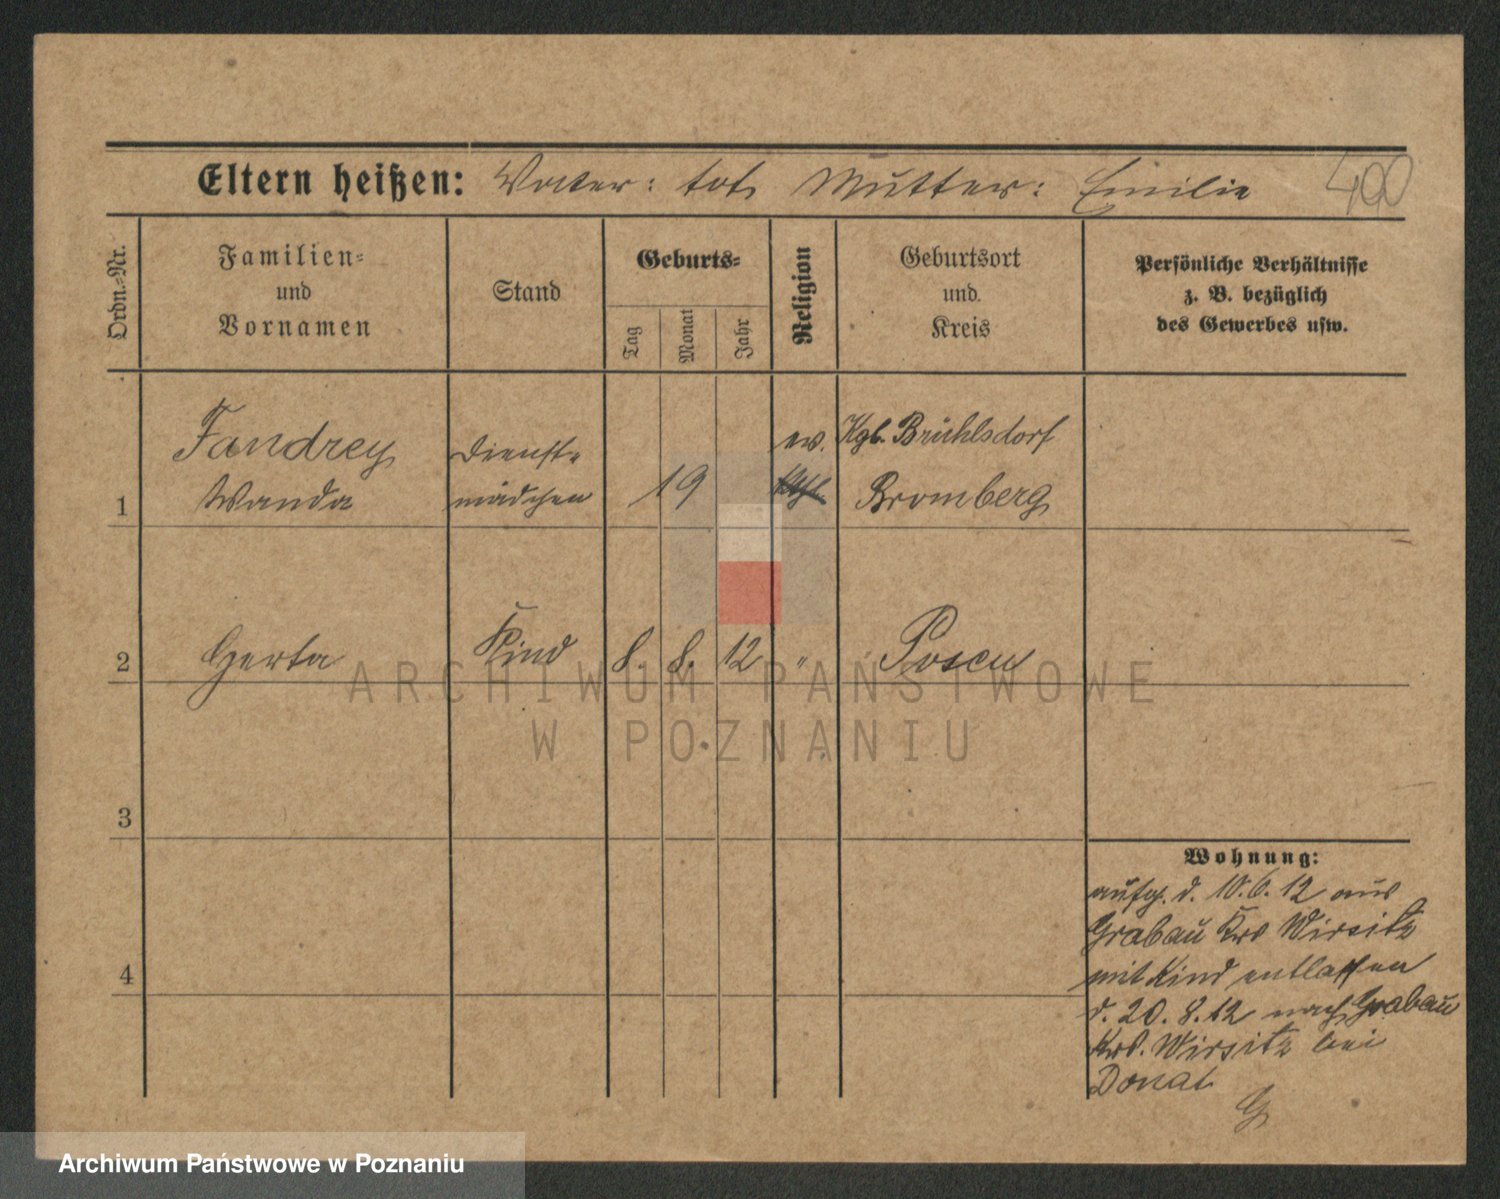 Eltern heißen: Vater: tot, Mutter: Emilie 400
Ordn.-Nr.
Familien-
und
Vornamen
Stand
Geburts-
Tag
Monat
Jahr
Religion
Geburtsort
und
Kreis
Persönliche Verhältnisse
z. B. bezüglich
des Gewerbes usw.
Fandrey Dienst- ev. Kgl. Brühlsdorf
1 Wanda mädchen 19 Bromberg
2 Gerta Kind 8. 8. 12 " Posen
3
4
Wohnung:
aufg. d. 10.6.12 aus
Grabau Krs Wirsitz
mit Kind entlassen
d. 20.8.12 nach Grabau
Krs. Wirsitz bei
Donat
G
ARCHIWUM PAŃSTWOWE
W POZNANIU
Archiwum Państwowe w Poznaniu